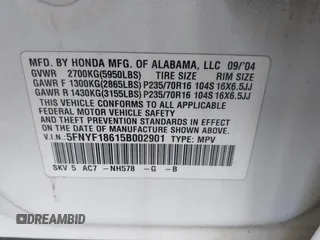 MFD. BY HONDA MFG. OF ALABAMA, LLC 09/'04
GVWR 2700KG(5950LBS) TIRE SIZE RIM SIZE
GAWR F 1300KG(2865LBS) P235/70R16 104S 16X6.5JJ
GAWR R 1430KG(3155LBS) P235/70R16 104S 16X6.5JJ
THIS VEHICLE CONFORMS TO ALL APPLICABLE
FEDERAL MOTOR VEHICLE SAFETY STANDARDS IN
EFFECT ON THE DATE OF MANUFACTURE SHOWN
ABOVE.
V.I.N.: 5FNYF18615B002901 TYPE: MPV
SKV 5 AC7 -NH578 -G -B
DREAMBID